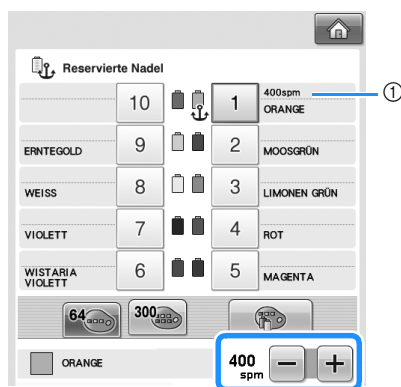 Reservierte Nadel
10
1
400spm
ORANGE
①
ERNTEGOLD
9
2
MOOSGRÜN
WEISS
8
3
LIMONEN GRÜN
VIOLETT
7
4
ROT
WISTARIA
VIOLETT
6
5
MAGENTA
64
300
ORANGE
400
spm
−
+